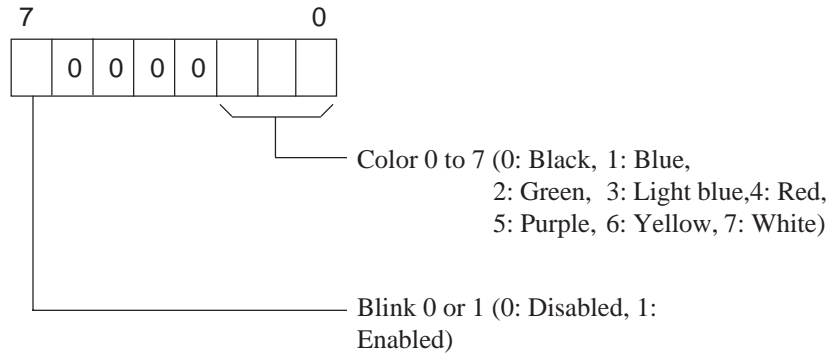 7 0
0 0 0 0
Color 0 to 7 (0: Black, 1: Blue,
2: Green, 3: Light blue,4: Red,
5: Purple, 6: Yellow, 7: White)
Blink 0 or 1 (0: Disabled, 1:
Enabled)